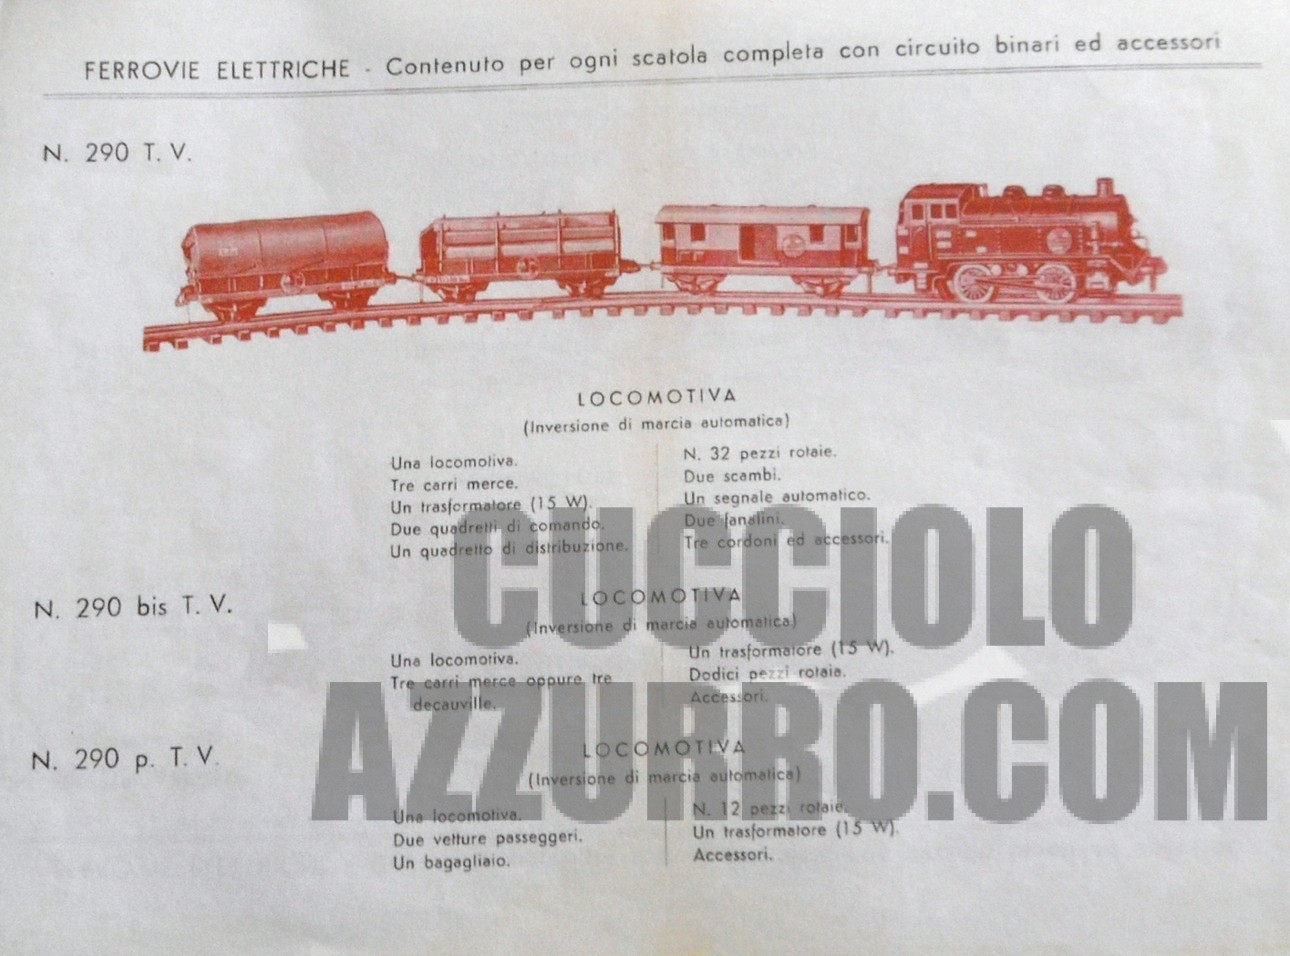 FERROVIE ELETTRICHE - Contenuto per ogni scatola completa con circuito binari ed accessori
N. 290 T. V.
LOCOMOTIVA
(Inversione di marcia automatica)
Una locomotiva.
Tre carri merce.
Un trasformatore (15 W).
Due quadretti di comando.
Un quadretto di distribuzione.
N. 32 pezzi rotaie.
Due scambi.
Un segnale automatico.
Due fanalini.
Tre cordoni ed accessori.
N. 290 bis T. V.
LOCOMOTIVA
(Inversione di marcia automatica)
Una locomotiva.
Tre carri merce oppure tre
decauville.
Un trasformatore (15 W).
Dodici pezzi rotaia.
Accessori.
N. 290 p. T. V.
LOCOMOTIVA
(Inversione di marcia automatica)
Una locomotiva.
Due vetture passeggeri.
Un bagagliaio.
N. 12 pezzi rotaie.
Un trasformatore (15 W).
Accessori.
CUCCIOLO
AZZURRO.COM